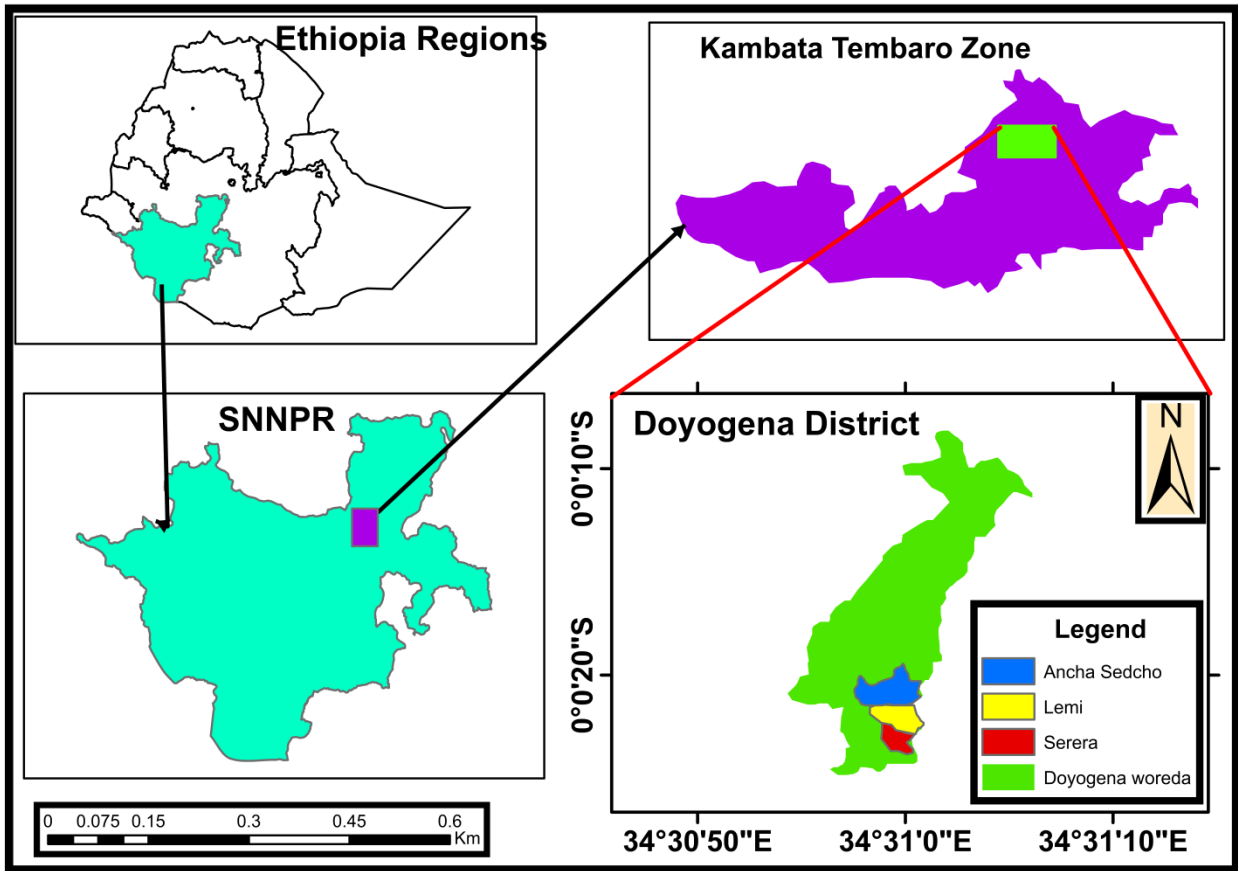 Ethiopia Regions
Kambata Tembaro Zone
SNNPR
Doyogena District
N
0°0'10"S
0°0'20"S
Legend
Ancha Sedcho
Lemi
Serera
Doyogena woreda
0 0.075 0.15 0.3 0.45 0.6
Km
34°30'50"E 34°31'0"E 34°31'10"E